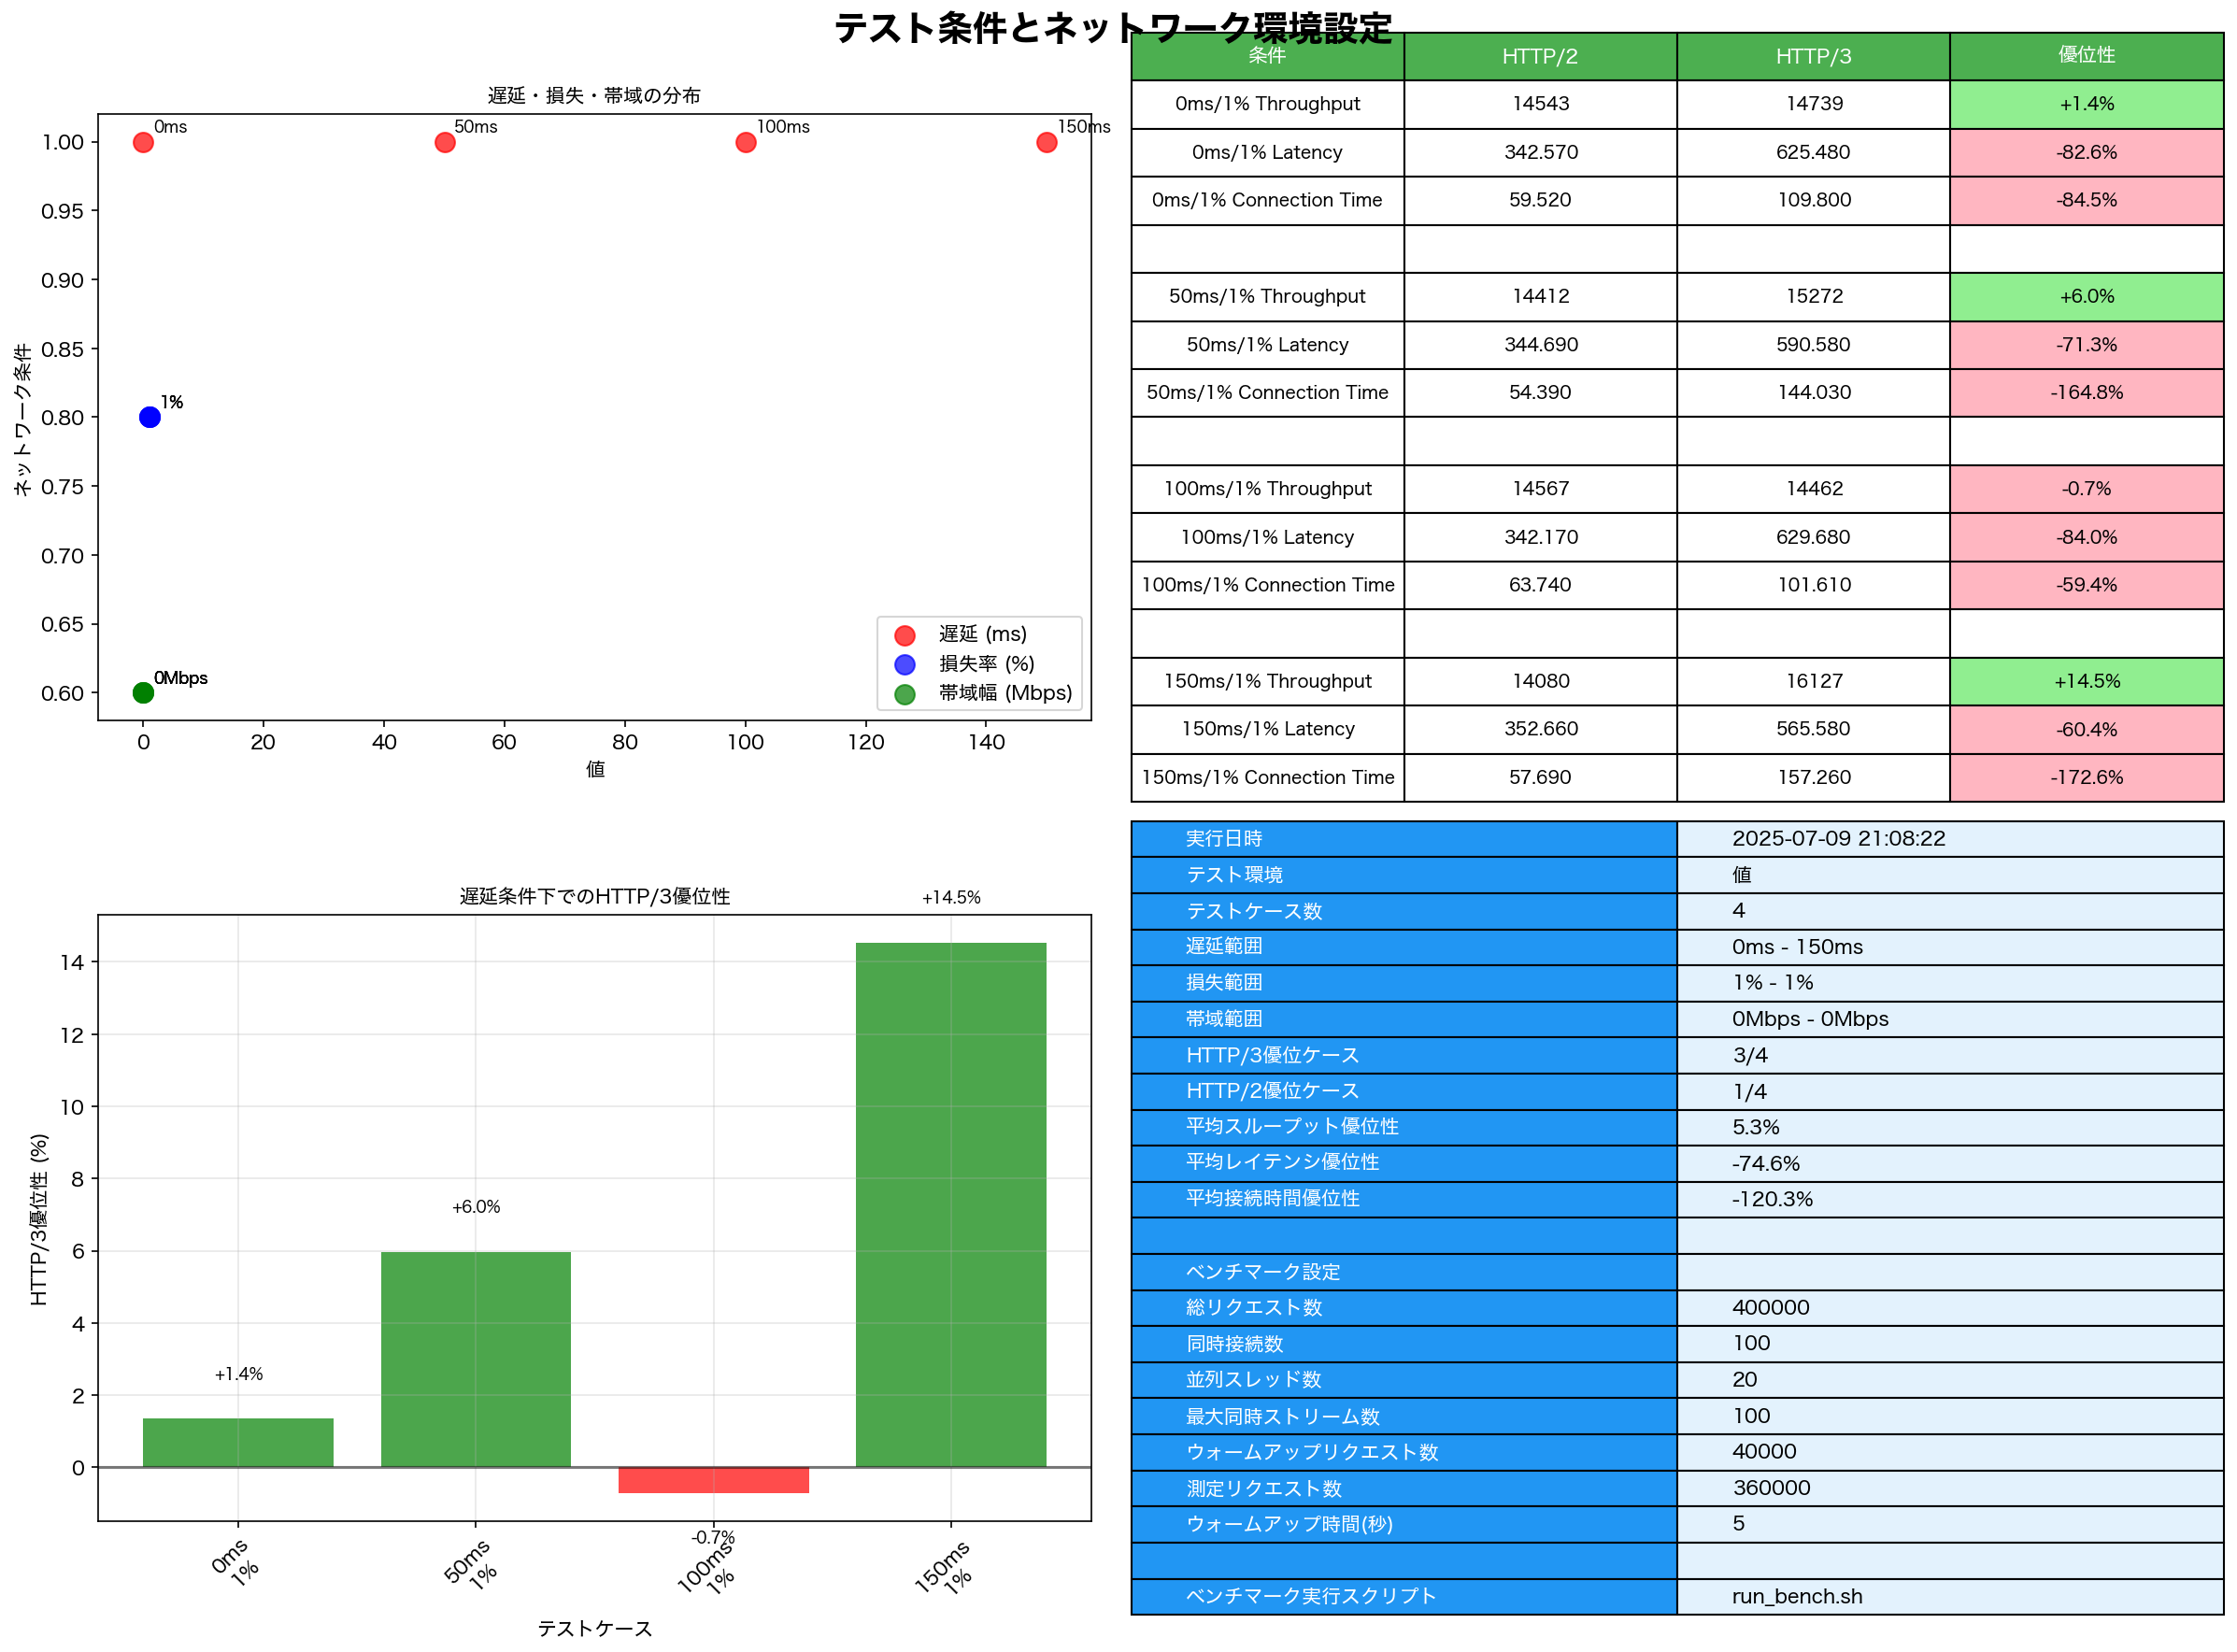 テスト条件とネットワーク環境設定
遅延・損失・帯域の分布
ネットワーク条件
1.00
0.95
0.90
0.85
0.80
0.75
0.70
0.65
0.60
0ms
50ms
100ms
150ms
1%
0Mbps
遅延 (ms)
損失率 (%)
帯域幅 (Mbps)
0 20 40 60 80 100 120 140
値
条件 HTTP/2 HTTP/3 優位性
0ms/1% Throughput 14543 14739 +1.4%
0ms/1% Latency 342.570 625.480 -82.6%
0ms/1% Connection Time 59.520 109.800 -84.5%
50ms/1% Throughput 14412 15272 +6.0%
50ms/1% Latency 344.690 590.580 -71.3%
50ms/1% Connection Time 54.390 144.030 -164.8%
100ms/1% Throughput 14567 14462 -0.7%
100ms/1% Latency 342.170 629.680 -84.0%
100ms/1% Connection Time 63.740 101.610 -59.4%
150ms/1% Throughput 14080 16127 +14.5%
150ms/1% Latency 352.660 565.580 -60.4%
150ms/1% Connection Time 57.690 157.260 -172.6%
遅延条件下でのHTTP/3優位性
HTTP/3優位性 (%)
14
12
10
8
6
4
2
0
+1.4%
+6.0%
-0.7%
+14.5%
0ms
1%
50ms
1%
100ms
1%
150ms
1%
テストケース
実行日時 2025-07-09 21:08:22
テスト環境 値
テストケース数 4
遅延範囲 0ms - 150ms
損失範囲 1% - 1%
帯域範囲 0Mbps - 0Mbps
HTTP/3優位ケース 3/4
HTTP/2優位ケース 1/4
平均スループット優位性 5.3%
平均レイテンシ優位性 -74.6%
平均接続時間優位性 -120.3%
ベンチマーク設定
総リクエスト数 400000
同時接続数 100
並列スレッド数 20
最大同時ストリーム数 100
ウォームアップリクエスト数 40000
測定リクエスト数 360000
ウォームアップ時間(秒) 5
ベンチマーク実行スクリプト run_bench.sh